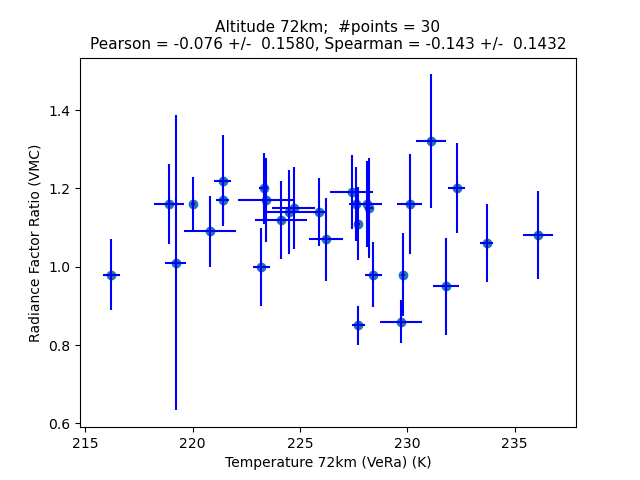 Altitude 72km;  #points = 30
Pearson = -0.076 +/-  0.1580, Spearman = -0.143 +/-  0.1432
Radiance Factor Ratio (VMC)
1.4
1.2
1.0
0.8
0.6
215 220 225 230 235
Temperature 72km (VeRa) (K)